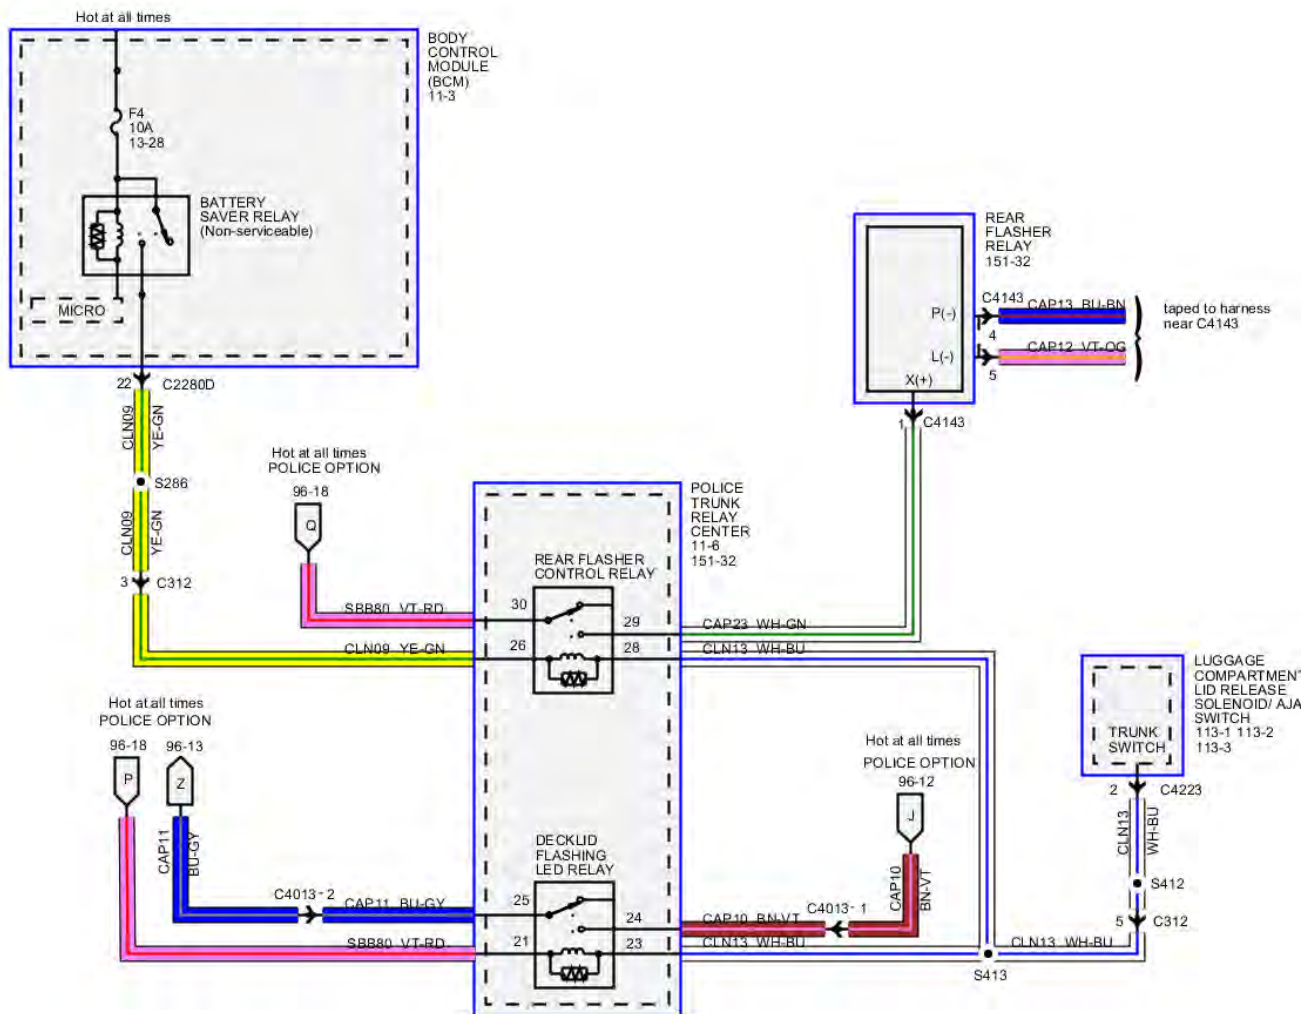 Hot at all times
BODY
CONTROL
MODULE
(BCM)
11-3
F4
10A
13-28
BATTERY
SAVER RELAY
(Non-serviceable)
MICRO
22
C2280D
CLN09
YE-GN
S286
CLN09
YE-GN
3
C312
REAR
FLASHER
RELAY
151-32
P(-)
C4143
CAP13 BU-BN
4
L(-)
CAP12 VT-OG
5
taped to harness
near C4143
X(+)
1
C4143
Hot at all times
POLICE OPTION
96-18
Q
POLICE
TRUNK
RELAY
CENTER
11-6
151-32
REAR FLASHER
CONTROL RELAY
SBB80 VT-RD
30
29
CAP23 WH-GN
CLN09 YE-GN
26
28
CLN13 WH-BU
LUGGAGE
COMPARTMENT
LID RELEASE
SOLENOID/ AJA
SWITCH
113-1 113-2
113-3
TRUNK
SWITCH
2
C4223
CLN13
WH-BU
S412
5
C312
Hot at all times
POLICE OPTION
96-18
96-13
P
Z
CAP11
BU-GY
Hot at all times
POLICE OPTION
96-12
J
CAP10
BN-VT
DECKLID
FLASHING
LED RELAY
C4013 - 2
CAP11 BU-GY
25
24
CAP10 BN-VT
C4013 - 1
SBB80 VT-RD
21
23
CLN13 WH-BU
CLN13 WH-BU
S413